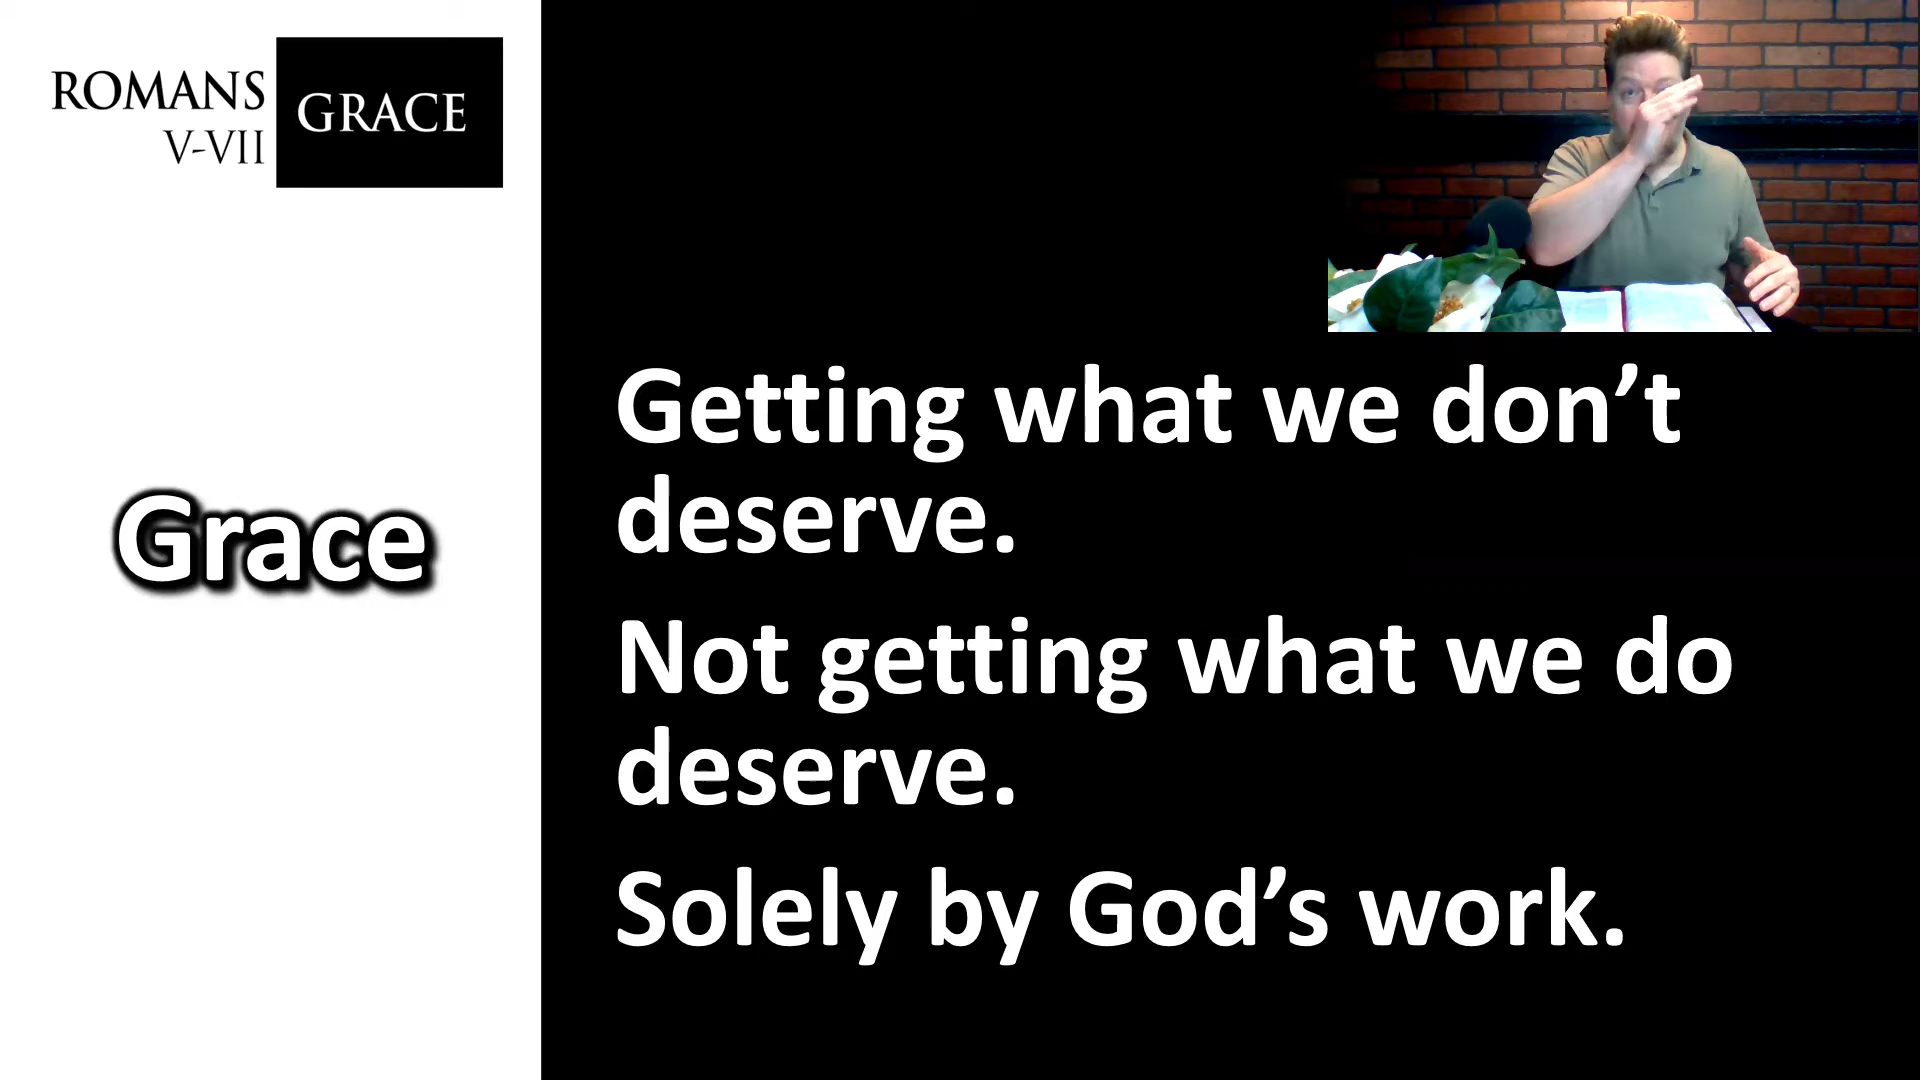 ROMANS
V-VII
GRACE
Grace
Getting what we don’t
deserve.
Not getting what we do
deserve.
Solely by God’s work.